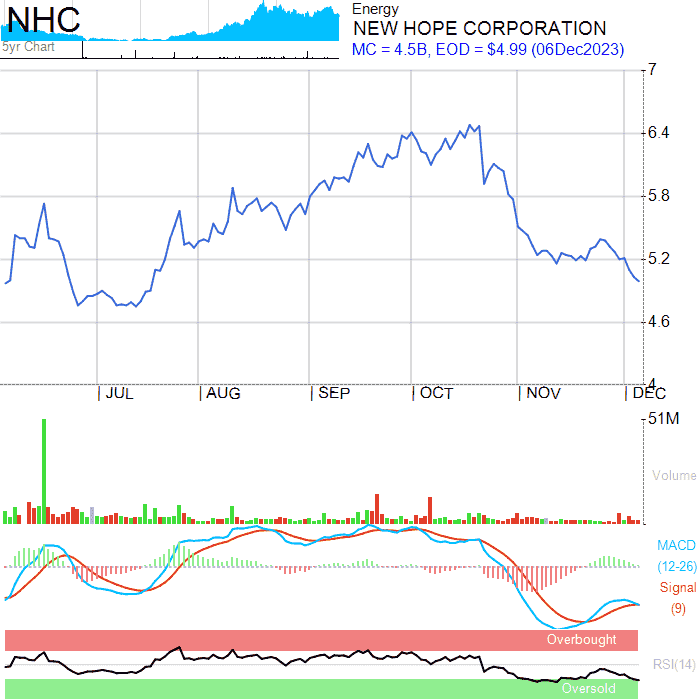 NHC
5yr Chart
Energy
NEW HOPE CORPORATION
MC = 4.5B, EOD = $4.99 (06Dec2023)
7
6.4
5.8
5.2
4.6
4
JUL AUG SEP OCT NOV DEC
51M
Volume
MACD
(12-26)
Signal
(9)
Overbought
RSI(14)
Oversold